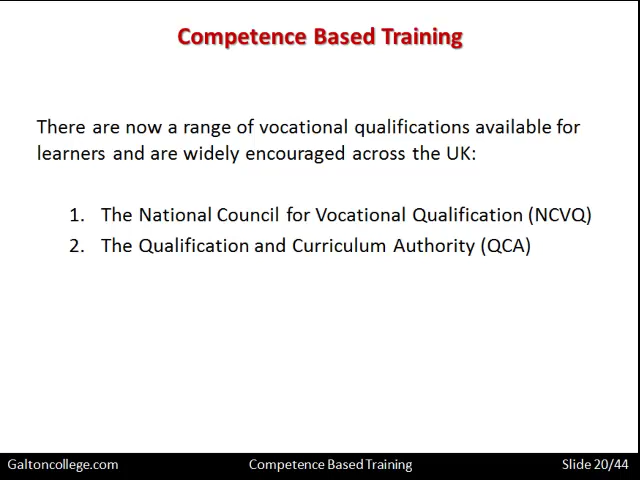 Competence Based Training
There are now a range of vocational qualifications available for
learners and are widely encouraged across the UK:
1. The National Council for Vocational Qualification (NCVQ)
2. The Qualification and Curriculum Authority (QCA)
Galtoncollege.com Competence Based Training Slide 20/44